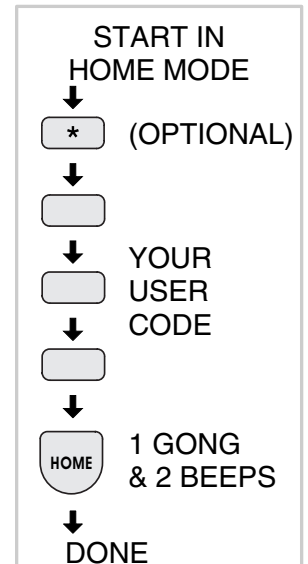 START IN
HOME MODE
* (OPTIONAL)
YOUR
USER
CODE
HOME
1 GONG
& 2 BEEPS
DONE